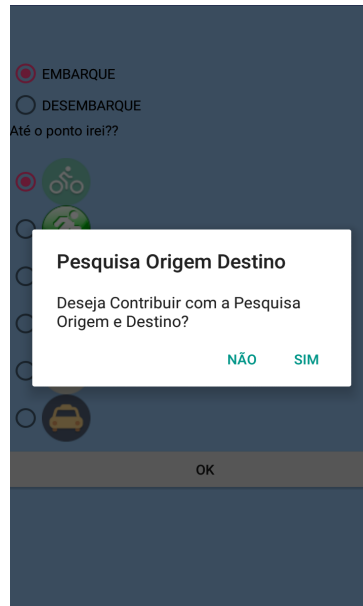 EMBARQUE
DESEMBARQUE
Até o ponto irei??
Pesquisa Origem Destino
Deseja Contribuir com a Pesquisa
Origem e Destino?
NÃO SIM
OK